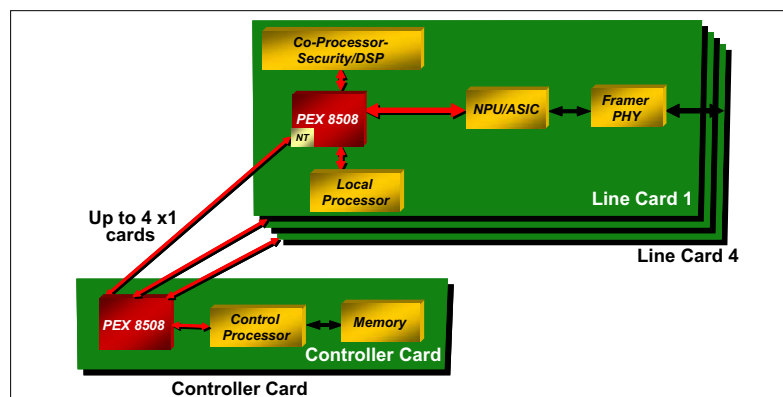 Co-Processor-
Security/DSP
PEX 8508
NT
NPU/ASIC
Framer
PHY
Local
Processor
Line Card 1
Up to 4 x1
cards
Line Card 4
PEX 8508
Control
Processor
Memory
Controller Card
Controller Card